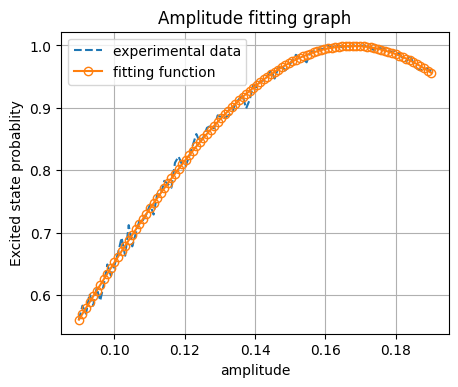 Amplitude fitting graph
experimental data
fitting function
Excited state probablity
1.0
0.9
0.8
0.7
0.6
0.10
0.12
0.14
0.16
0.18
amplitude